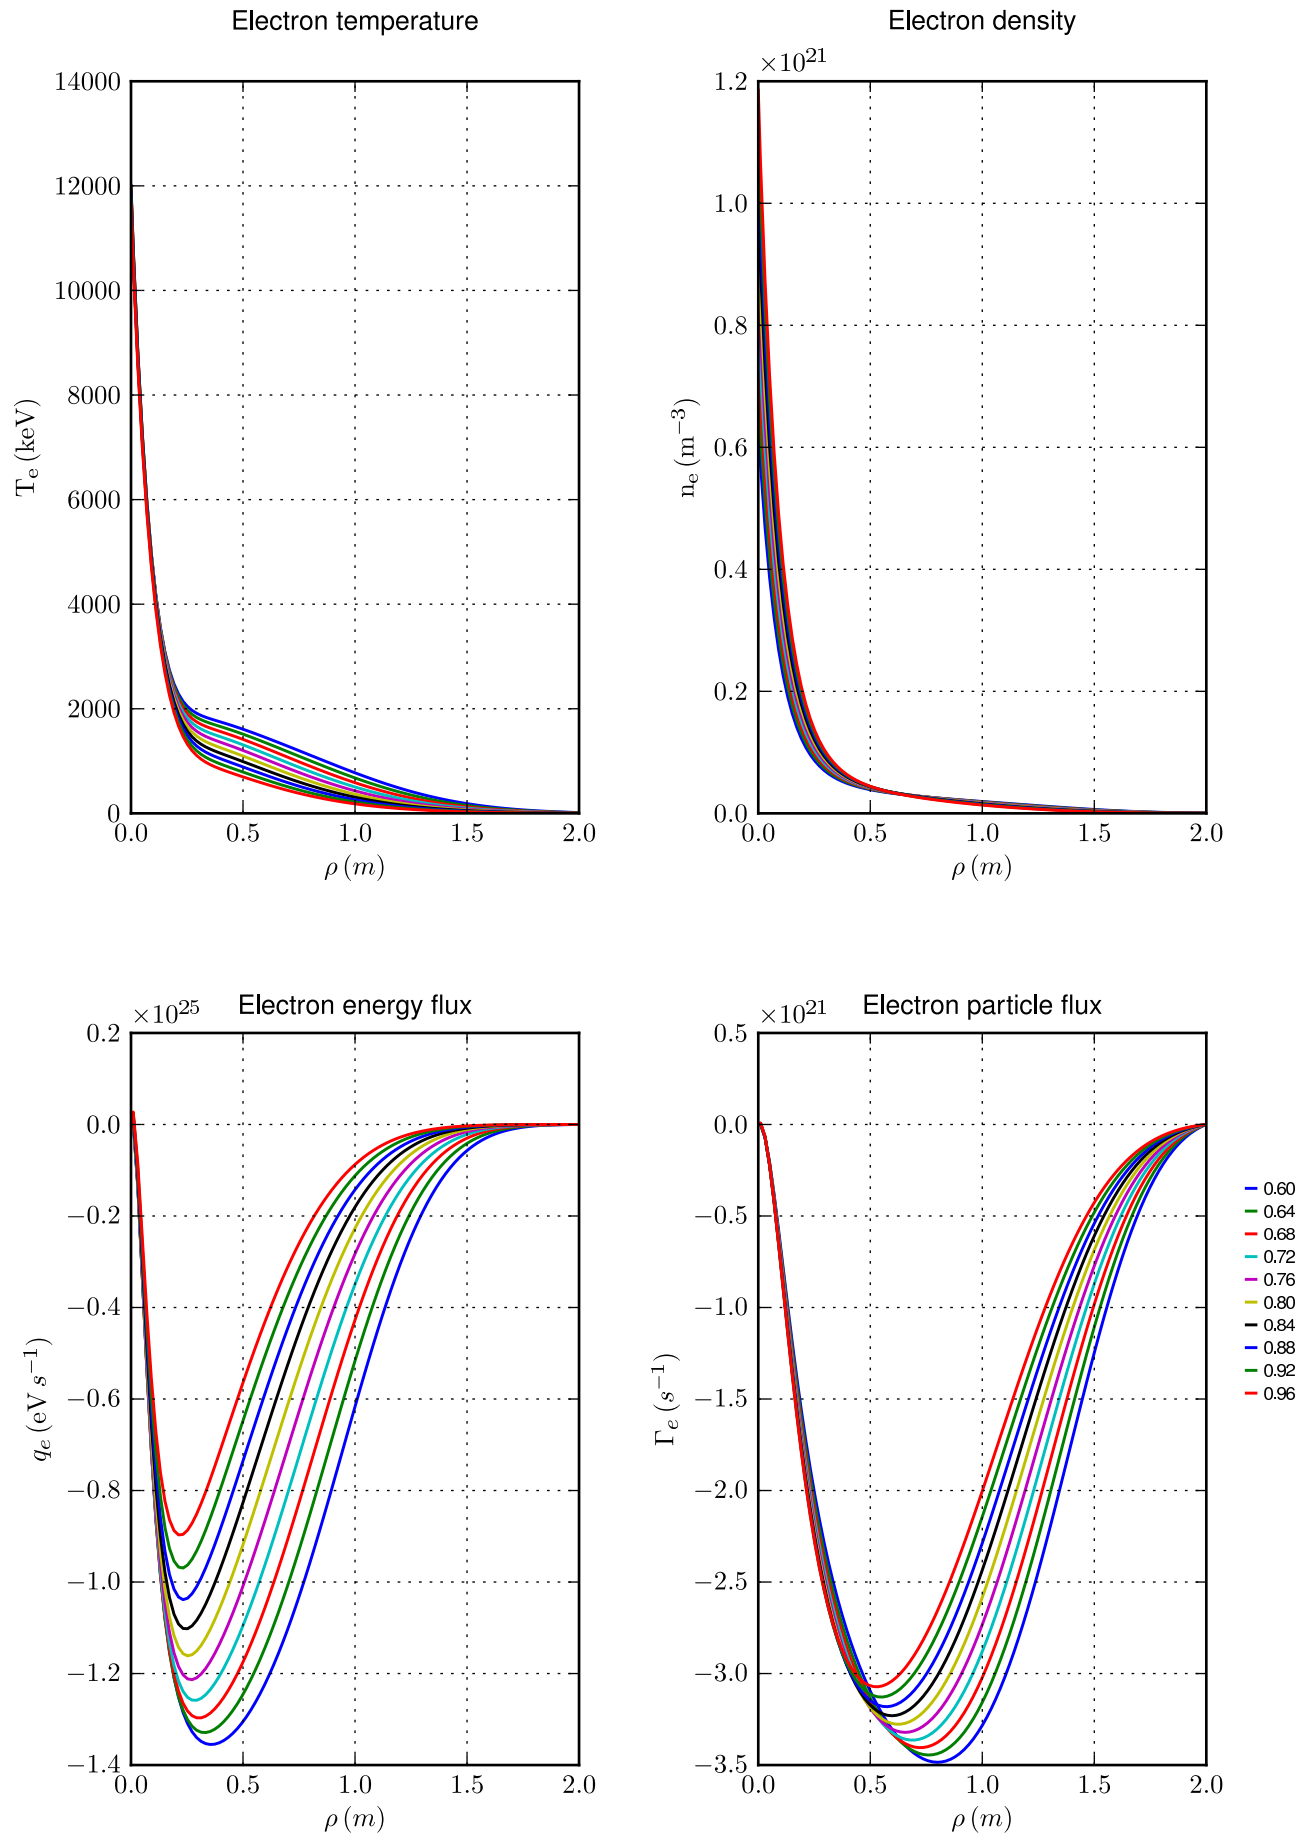 Electron temperature
14000
12000
10000
8000
6000
4000
2000
0
0.0 0.5 1.0 1.5 2.0
T_e (keV)
ρ (m)
Electron density
×10^21
1.2
1.0
0.8
0.6
0.4
0.2
0.0
0.0 0.5 1.0 1.5 2.0
n_e (m^−3)
ρ (m)
Electron energy flux
×10^25
0.2
0.0
−0.2
−0.4
−0.6
−0.8
−1.0
−1.2
−1.4
0.0 0.5 1.0 1.5 2.0
q_e (eV s^−1)
ρ (m)
Electron particle flux
×10^21
0.5
0.0
−0.5
−1.0
−1.5
−2.0
−2.5
−3.0
−3.5
0.0 0.5 1.0 1.5 2.0
Γ_e (s^−1)
ρ (m)
0.60
0.64
0.68
0.72
0.76
0.80
0.84
0.88
0.92
0.96